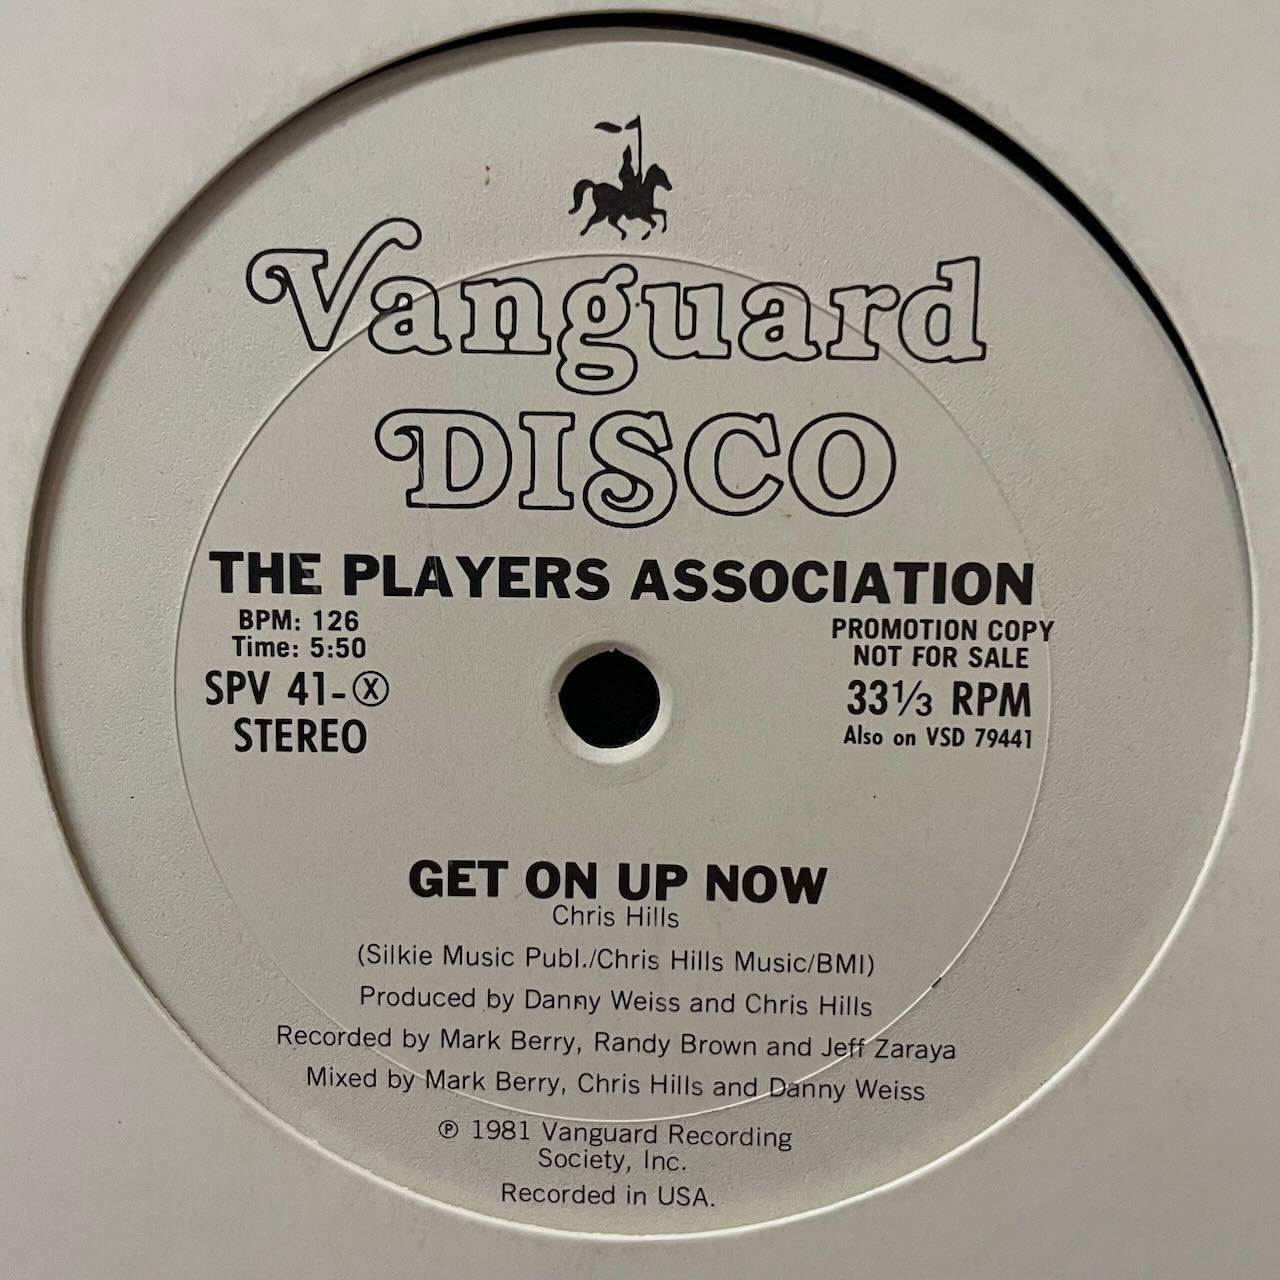 Vanguard
DISCO
THE PLAYERS ASSOCIATION
BPM: 126
Time: 5:50
SPV 41-Ⓧ
STEREO
PROMOTION COPY
NOT FOR SALE
33⅓ RPM
Also on VSD 79441
GET ON UP NOW
Chris Hills
(Silkie Music Publ./Chris Hills Music/BMI)
Produced by Danny Weiss and Chris Hills
Recorded by Mark Berry, Randy Brown and Jeff Zaraya
Mixed by Mark Berry, Chris Hills and Danny Weiss
℗ 1981 Vanguard Recording
Society, Inc.
Recorded in USA.